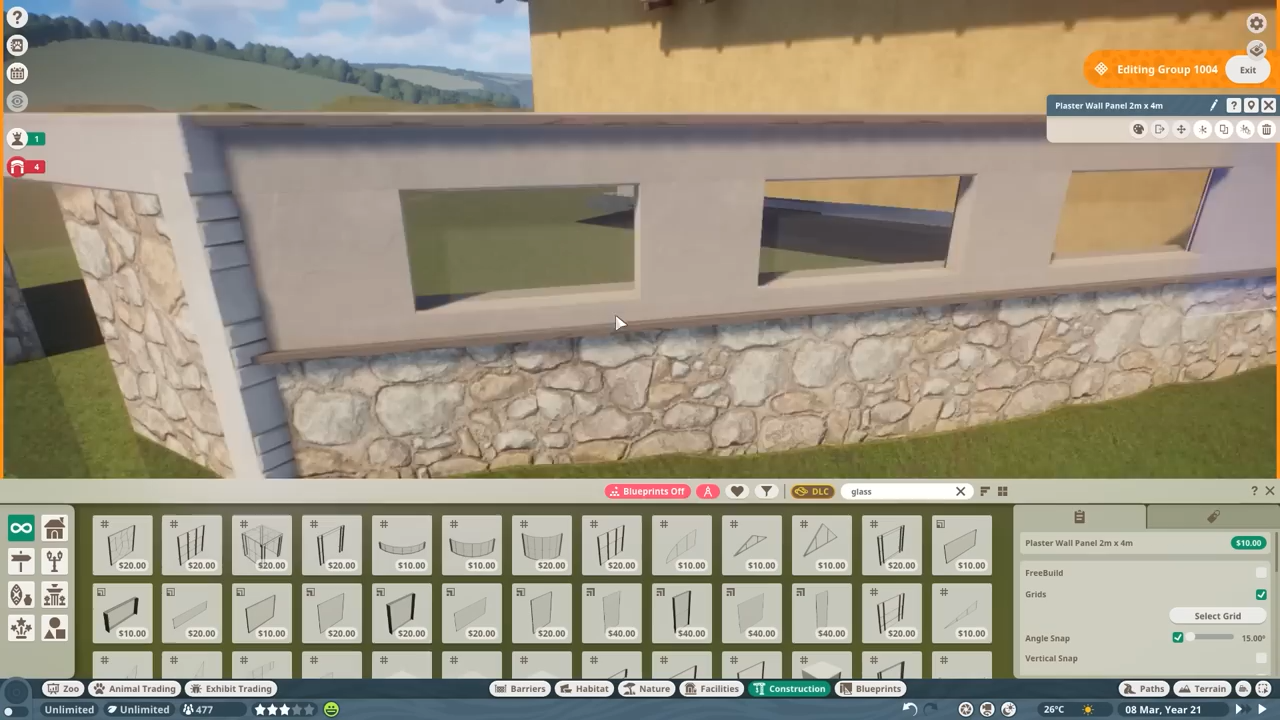 ?
Editing Group 1004
Exit
Plaster Wall Panel 2m x 4m
?
1
4
Blueprints Off
DLC
glass
?
$20.00 $20.00 $20.00 $20.00 $10.00 $10.00 $20.00 $20.00 $10.00 $10.00 $10.00 $20.00 $10.00
$10.00 $20.00 $10.00 $20.00 $20.00 $20.00 $20.00 $40.00 $40.00 $40.00 $40.00 $20.00 $10.00
Plaster Wall Panel 2m x 4m $10.00
FreeBuild
Grids
Select Grid
Angle Snap 15.00°
Vertical Snap
Zoo Animal Trading Exhibit Trading Barriers Habitat Nature Facilities Construction Blueprints Paths Terrain
Unlimited Unlimited 477 26°C 08 Mar, Year 21